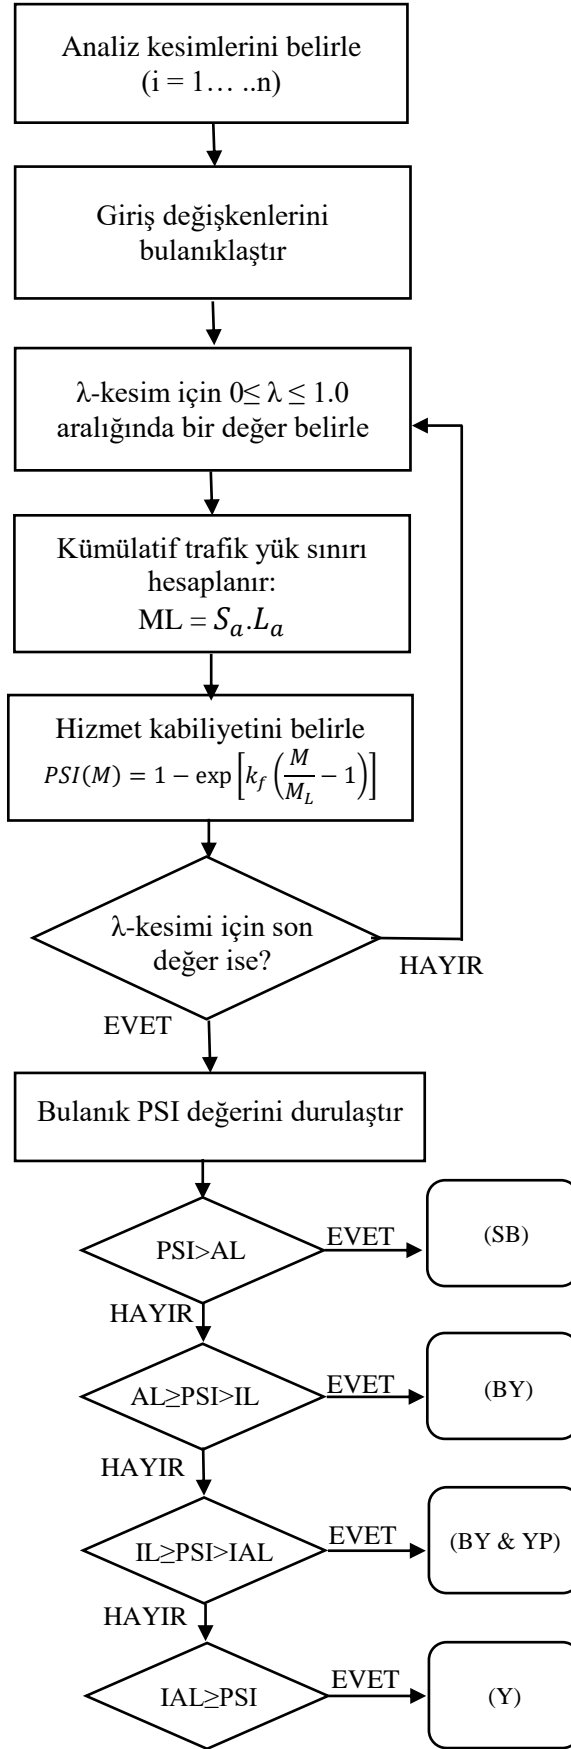 Analiz kesimlerini belirle
(i = 1… ..n)
Giriş değişkenlerini
bulanıklaştır
λ-kesim için 0≤ λ ≤ 1.0
aralığında bir değer belirle
Kümülatif trafik yük sınırı
hesaplanır:
ML = Sₐ.Lₐ
Hizmet kabiliyetini belirle
PSI(M) = 1 − exp[k_f (M/M_L − 1)]
λ-kesimi için son
değer ise?
HAYIR
EVET
Bulanık PSI değerini durulaştır
PSI>AL
EVET
(SB)
HAYIR
AL≥PSI>IL
EVET
(BY)
HAYIR
IL≥PSI>IAL
EVET
(BY & YP)
HAYIR
IAL≥PSI
EVET
(Y)